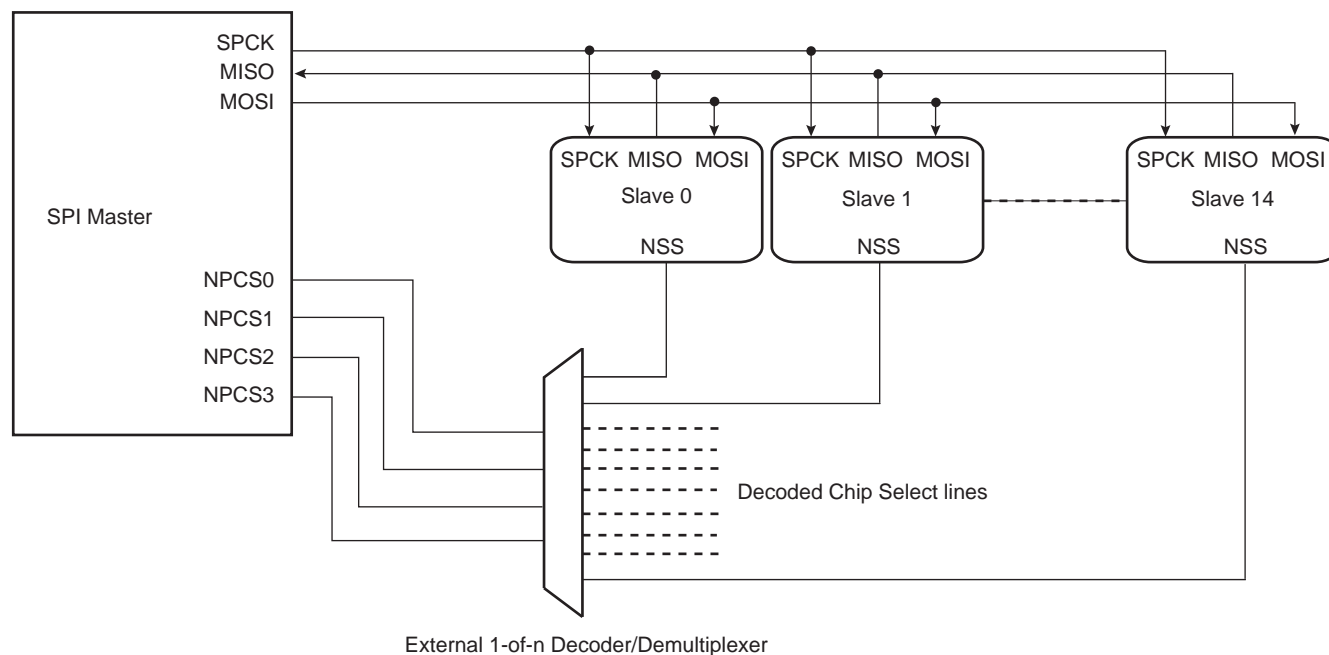 SPCK
MISO
MOSI
SPI Master
NPCS0
NPCS1
NPCS2
NPCS3
SPCK MISO MOSI
Slave 0
NSS
SPCK MISO MOSI
Slave 1
NSS
SPCK MISO MOSI
Slave 14
NSS
Decoded Chip Select lines
External 1-of-n Decoder/Demultiplexer